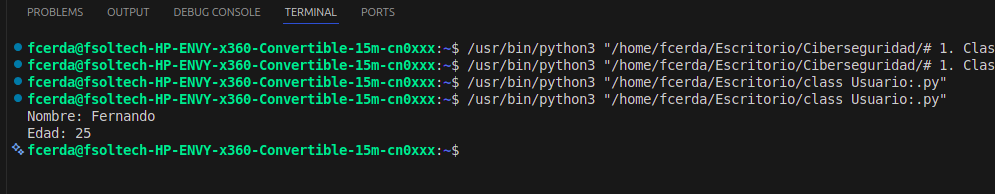 PROBLEMS OUTPUT DEBUG CONSOLE TERMINAL PORTS
fcerda@fsoltech-HP-ENVY-x360-Convertible-15m-cn0xxx:~$ /usr/bin/python3 "/home/fcerda/Escritorio/Ciberseguridad/# 1. Clas
fcerda@fsoltech-HP-ENVY-x360-Convertible-15m-cn0xxx:~$ /usr/bin/python3 "/home/fcerda/Escritorio/Ciberseguridad/# 1. Clas
fcerda@fsoltech-HP-ENVY-x360-Convertible-15m-cn0xxx:~$ /usr/bin/python3 "/home/fcerda/Escritorio/class Usuario:.py"
fcerda@fsoltech-HP-ENVY-x360-Convertible-15m-cn0xxx:~$ /usr/bin/python3 "/home/fcerda/Escritorio/class Usuario:.py"
Nombre: Fernando
Edad: 25
fcerda@fsoltech-HP-ENVY-x360-Convertible-15m-cn0xxx:~$